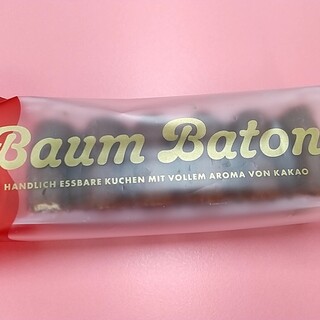 Baum Baton
HANDLICH ESSBARE KUCHEN MIT VOLLEM AROMA VON KAKAO